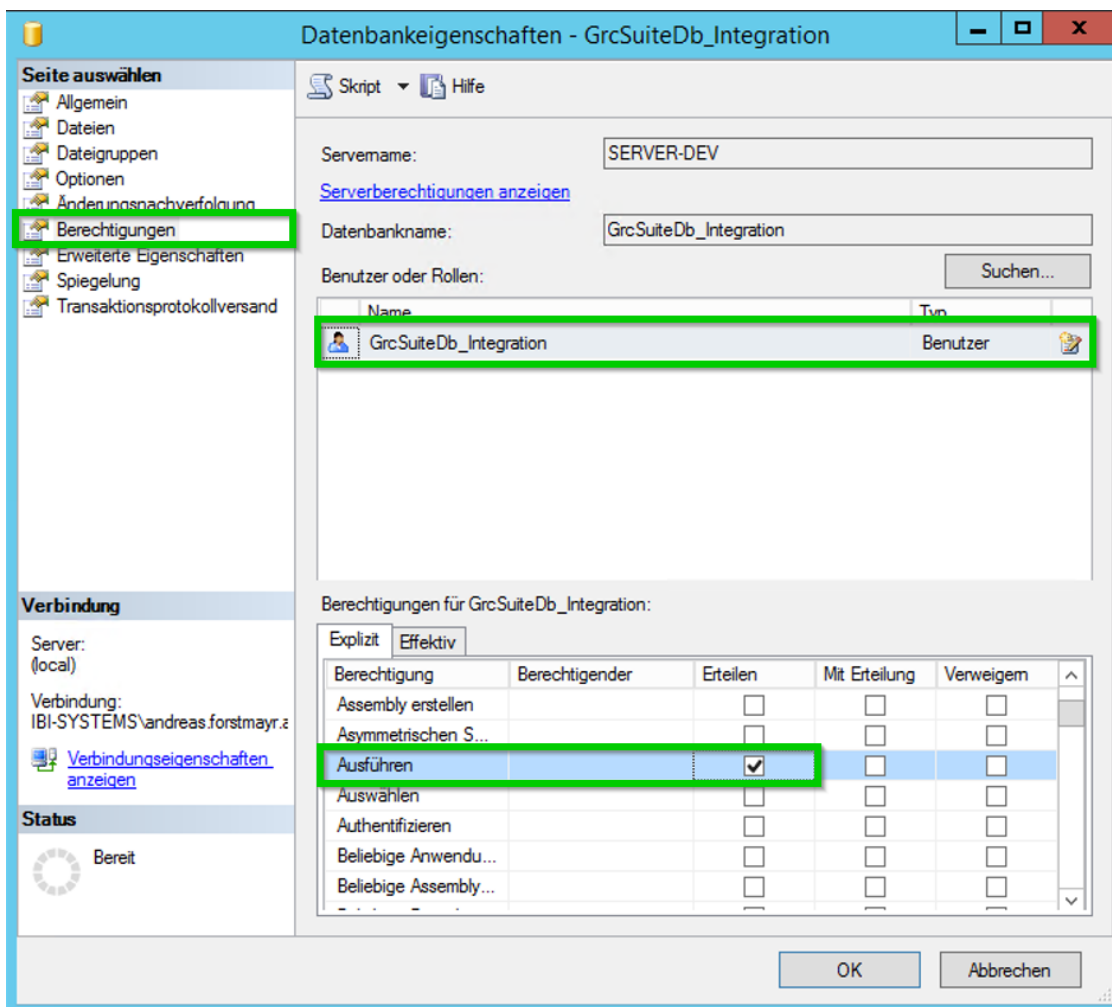 Datenbankeigenschaften - GrcSuiteDb_Integration
Seite auswählen
Allgemein
Dateien
Dateigruppen
Optionen
Änderungsnachverfolgung
Berechtigungen
Erweiterte Eigenschaften
Spiegelung
Transaktionsprotokollversand
Skript
Hilfe
Servername:
SERVER-DEV
Serverberechtigungen anzeigen
Datenbankname:
GrcSuiteDb_Integration
Benutzer oder Rollen:
Suchen...
Name Typ
GrcSuiteDb_Integration Benutzer
Verbindung
Server:
(local)
Verbindung:
IBI-SYSTEMS\andreas.forstmayr.a
Verbindungseigenschaften
anzeigen
Status
Bereit
Berechtigungen für GrcSuiteDb_Integration:
Explizit Effektiv
Berechtigung Berechtigender Erteilen Mit Erteilung Verweigern
Assembly erstellen
Asymmetrischen S...
Ausführen
Auswählen
Authentifizieren
Beliebige Anwendu...
Beliebige Assembly...
OK Abbrechen